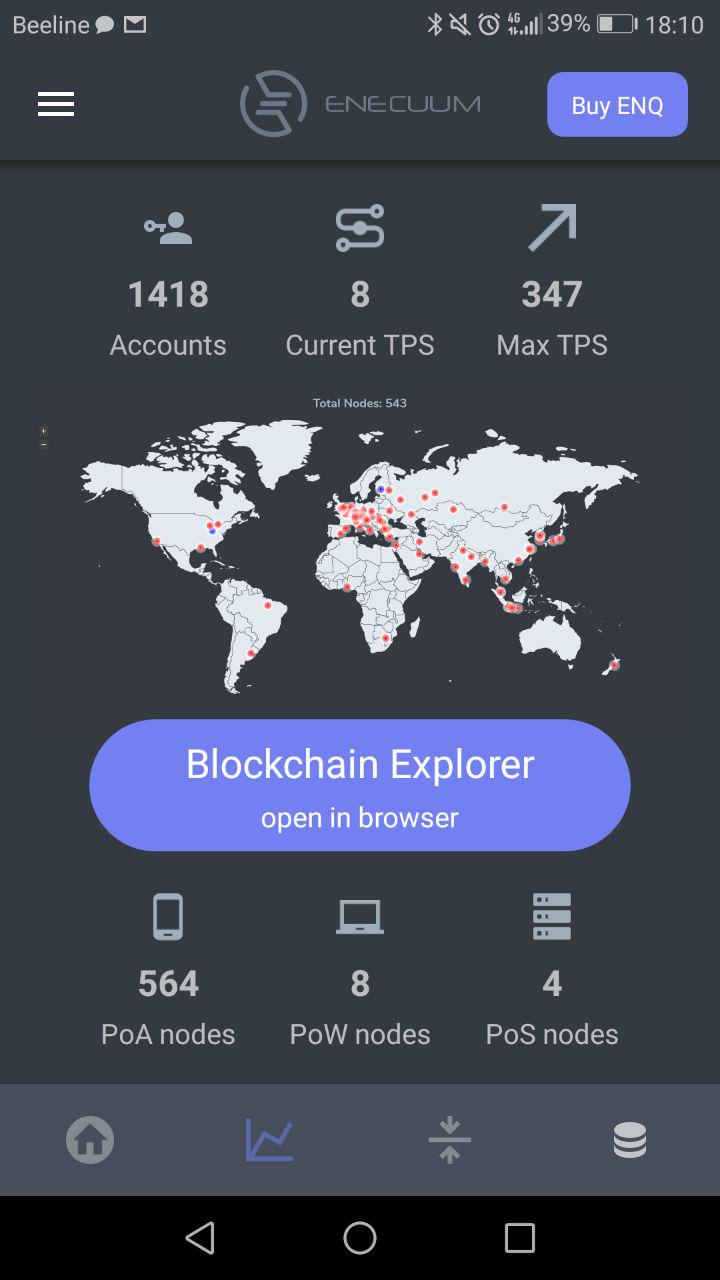 Beeline 4G 39% 18:10
ENECUUM Buy ENQ
1418 8 347
Accounts Current TPS Max TPS
Total Nodes: 543
+
−
Blockchain Explorer
open in browser
564 8 4
PoA nodes PoW nodes PoS nodes